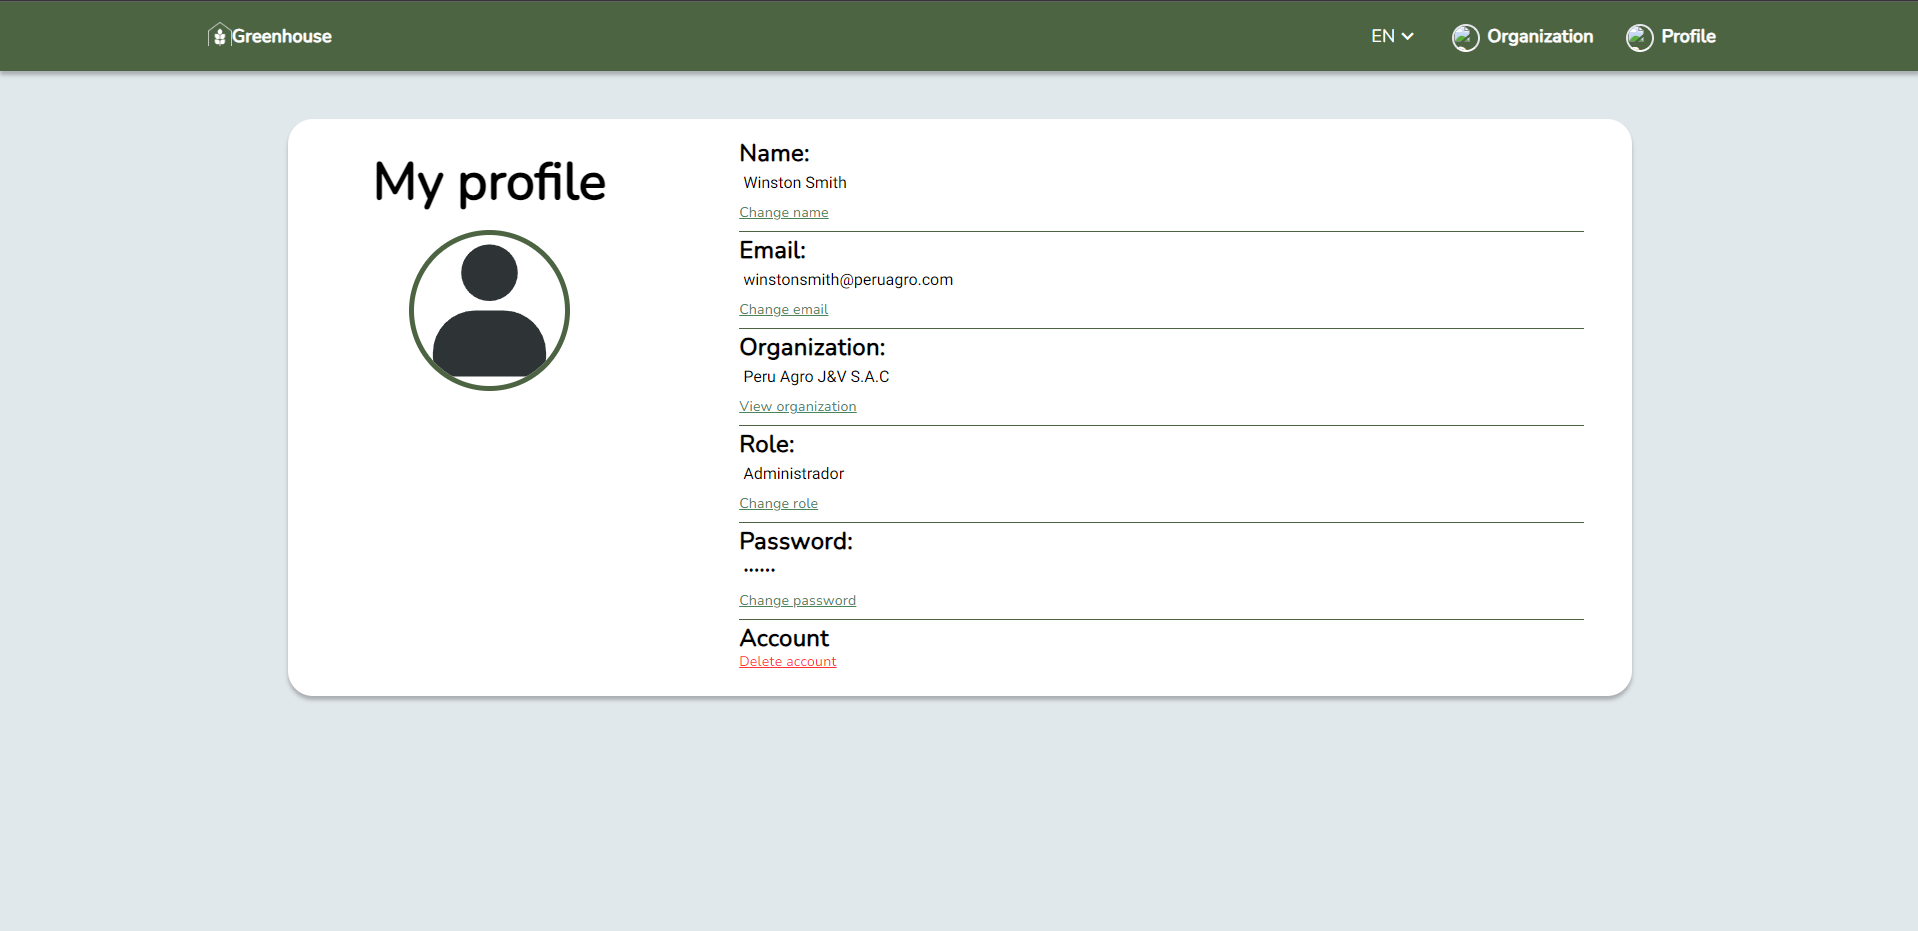 Greenhouse
EN
Organization
Profile
My profile
Name:
Winston Smith
Change name
Email:
winstonsmith@peruagro.com
Change email
Organization:
Peru Agro J&V S.A.C
View organization
Role:
Administrador
Change role
Password:
••••••
Change password
Account
Delete account